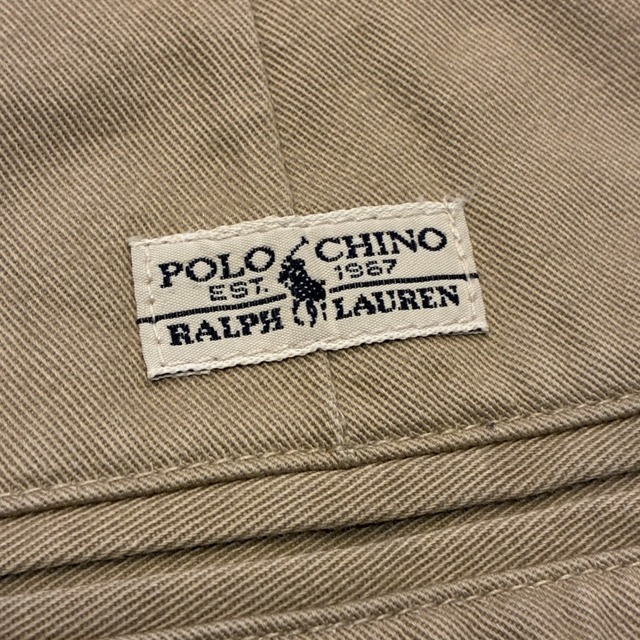 POLO CHINO
EST. 1967
RALPH LAUREN